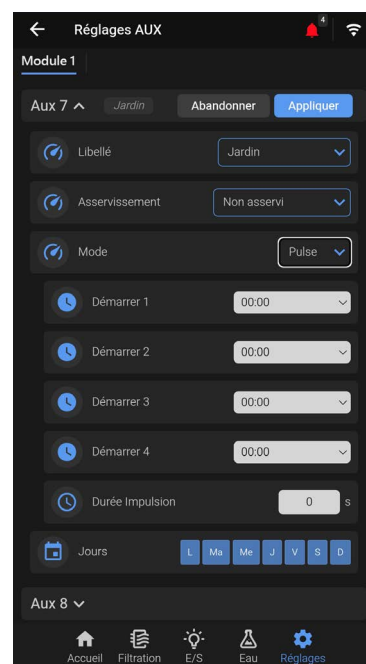 Réglages AUX
4
Module 1
Aux 7 Jardin Abandonner Appliquer
Libellé Jardin
Asservissement Non asservi
Mode Pulse
Démarrer 1 00:00
Démarrer 2 00:00
Démarrer 3 00:00
Démarrer 4 00:00
Durée Impulsion 0 s
Jours L Ma Me J V S D
Aux 8
Accueil Filtration E/S Eau Réglages